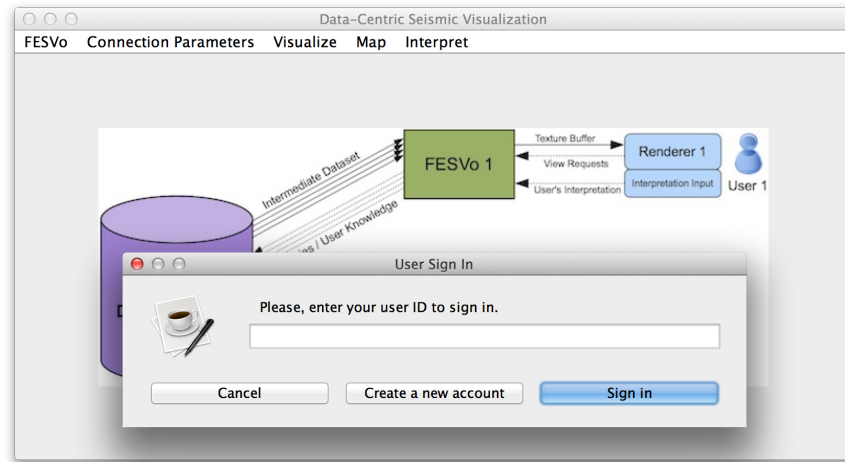 Data-Centric Seismic Visualization
FESVo Connection Parameters Visualize Map Interpret
Intermediate Dataset
/ User Knowledge
FESVo 1
Texture Buffer
View Requests
User's Interpretation
Renderer 1
Interpretation Input
User 1
User Sign In
Please, enter your user ID to sign in.
Cancel Create a new account Sign in